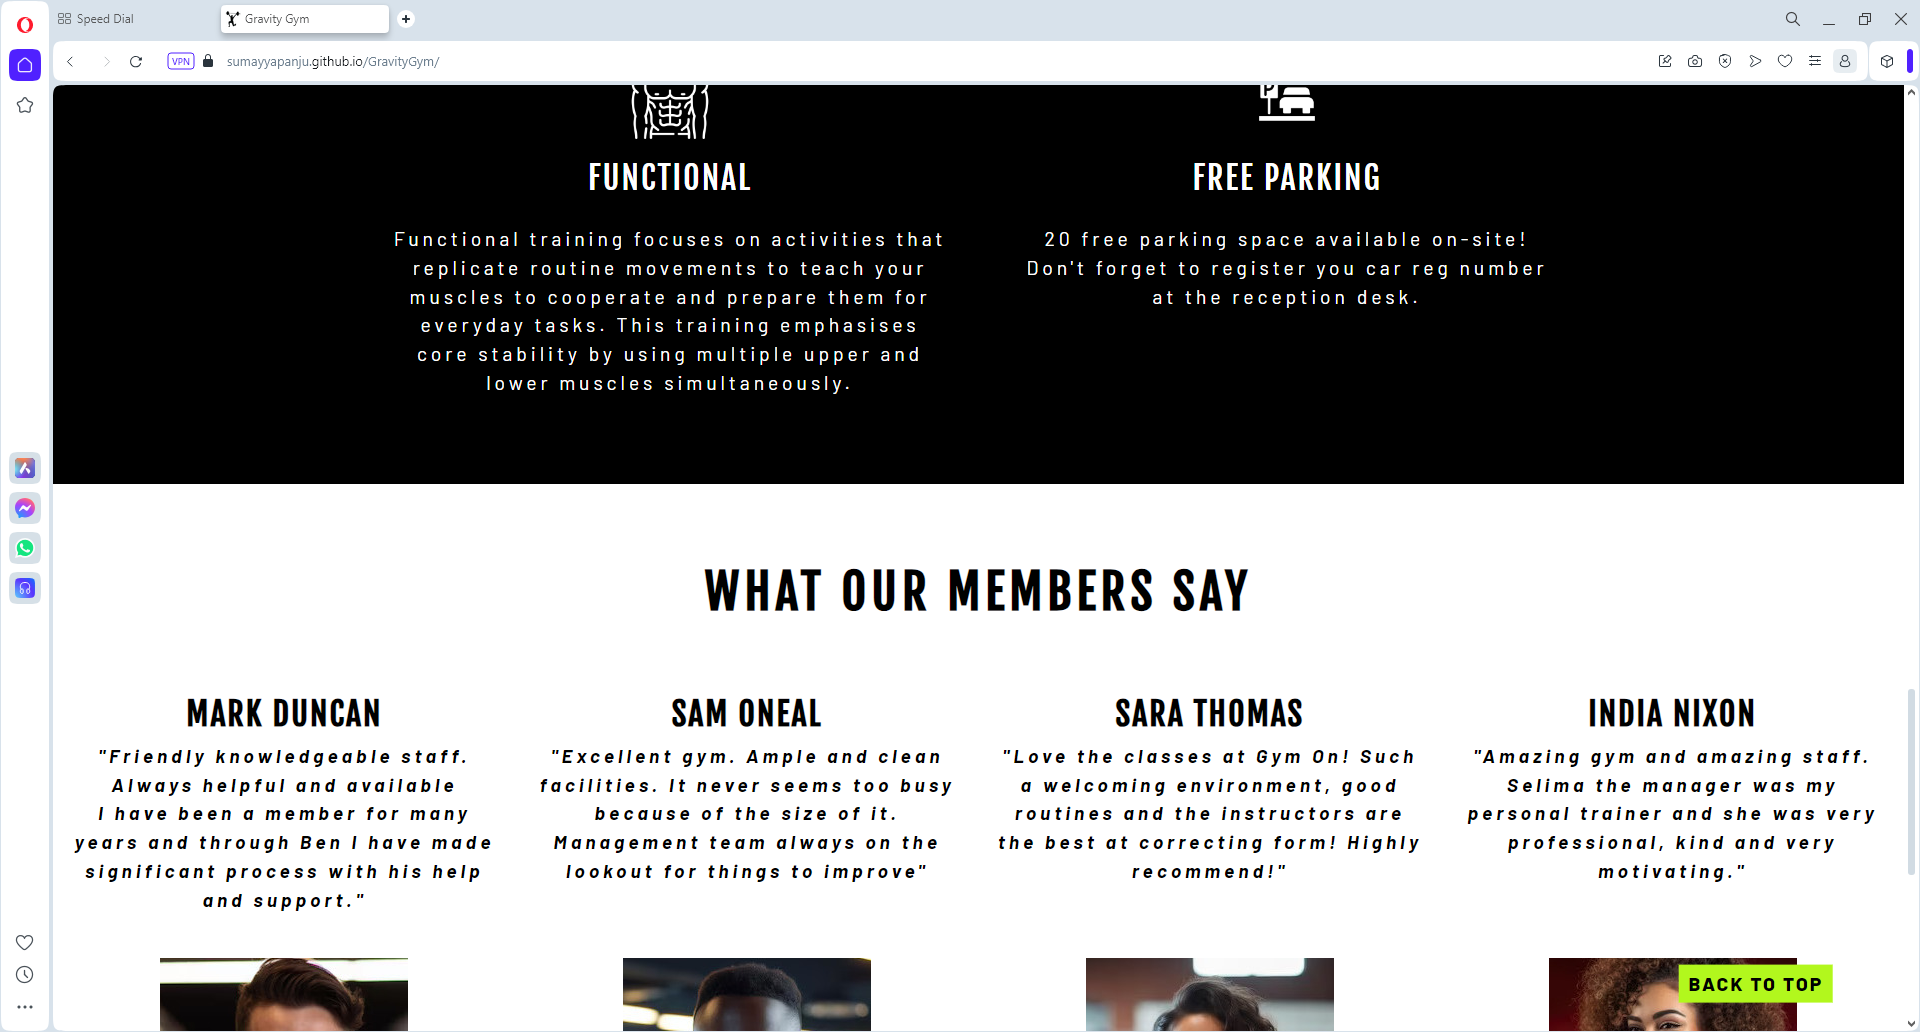 Speed Dial
Gravity Gym
VPN
sumayyapanju.github.io/GravityGym/
P
FUNCTIONAL
Functional training focuses on activities that
replicate routine movements to teach your
muscles to cooperate and prepare them for
everyday tasks. This training emphasises
core stability by using multiple upper and
lower muscles simultaneously.
FREE PARKING
20 free parking space available on-site!
Don't forget to register you car reg number
at the reception desk.
WHAT OUR MEMBERS SAY
MARK DUNCAN
"Friendly knowledgeable staff.
Always helpful and available
I have been a member for many
years and through Ben I have made
significant process with his help
and support."
SAM ONEAL
"Excellent gym. Ample and clean
facilities. It never seems too busy
because of the size of it.
Management team always on the
lookout for things to improve"
SARA THOMAS
"Love the classes at Gym On! Such
a welcoming environment, good
routines and the instructors are
the best at correcting form! Highly
recommend!"
INDIA NIXON
"Amazing gym and amazing staff.
Selima the manager was my
personal trainer and she was very
professional, kind and very
motivating."
BACK TO TOP